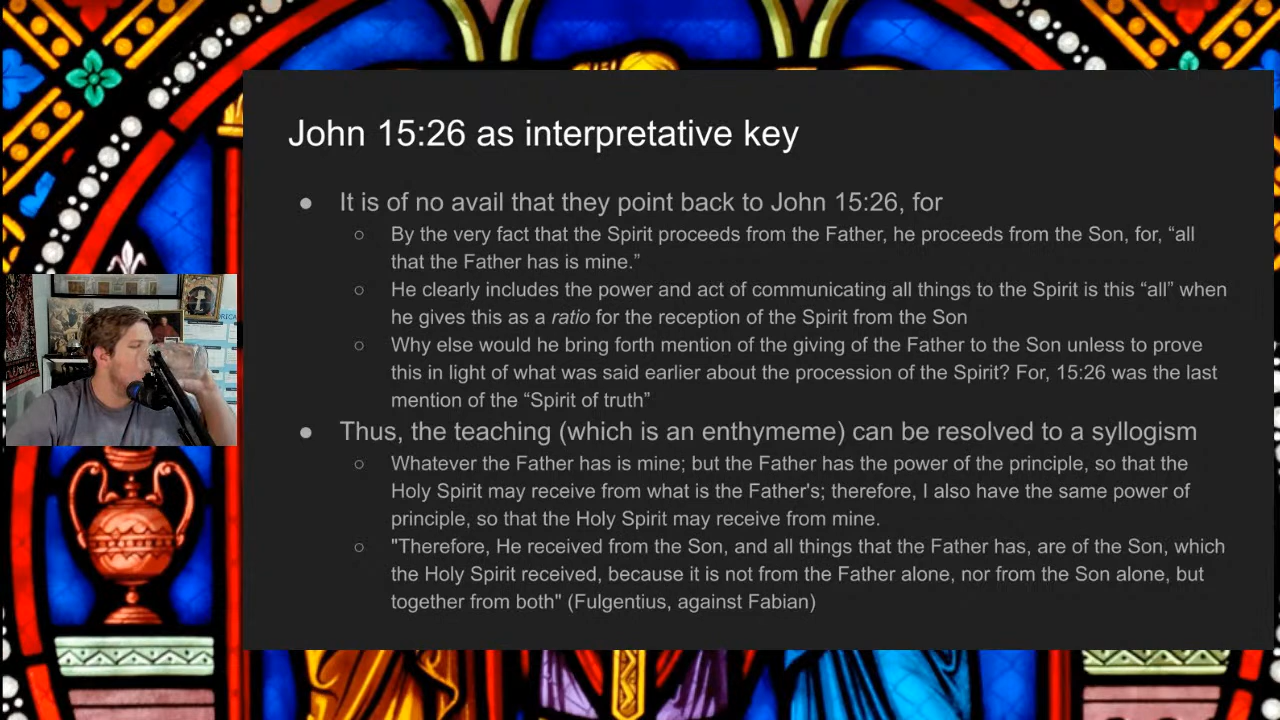 John 15:26 as interpretative key
● It is of no avail that they point back to John 15:26, for
○ By the very fact that the Spirit proceeds from the Father, he proceeds from the Son, for, “all
that the Father has is mine.”
○ He clearly includes the power and act of communicating all things to the Spirit is this “all” when
he gives this as a ratio for the reception of the Spirit from the Son
○ Why else would he bring forth mention of the giving of the Father to the Son unless to prove
this in light of what was said earlier about the procession of the Spirit? For, 15:26 was the last
mention of the “Spirit of truth”
● Thus, the teaching (which is an enthymeme) can be resolved to a syllogism
○ Whatever the Father has is mine; but the Father has the power of the principle, so that the
Holy Spirit may receive from what is the Father's; therefore, I also have the same power of
principle, so that the Holy Spirit may receive from mine.
○ "Therefore, He received from the Son, and all things that the Father has, are of the Son, which
the Holy Spirit received, because it is not from the Father alone, nor from the Son alone, but
together from both" (Fulgentius, against Fabian)